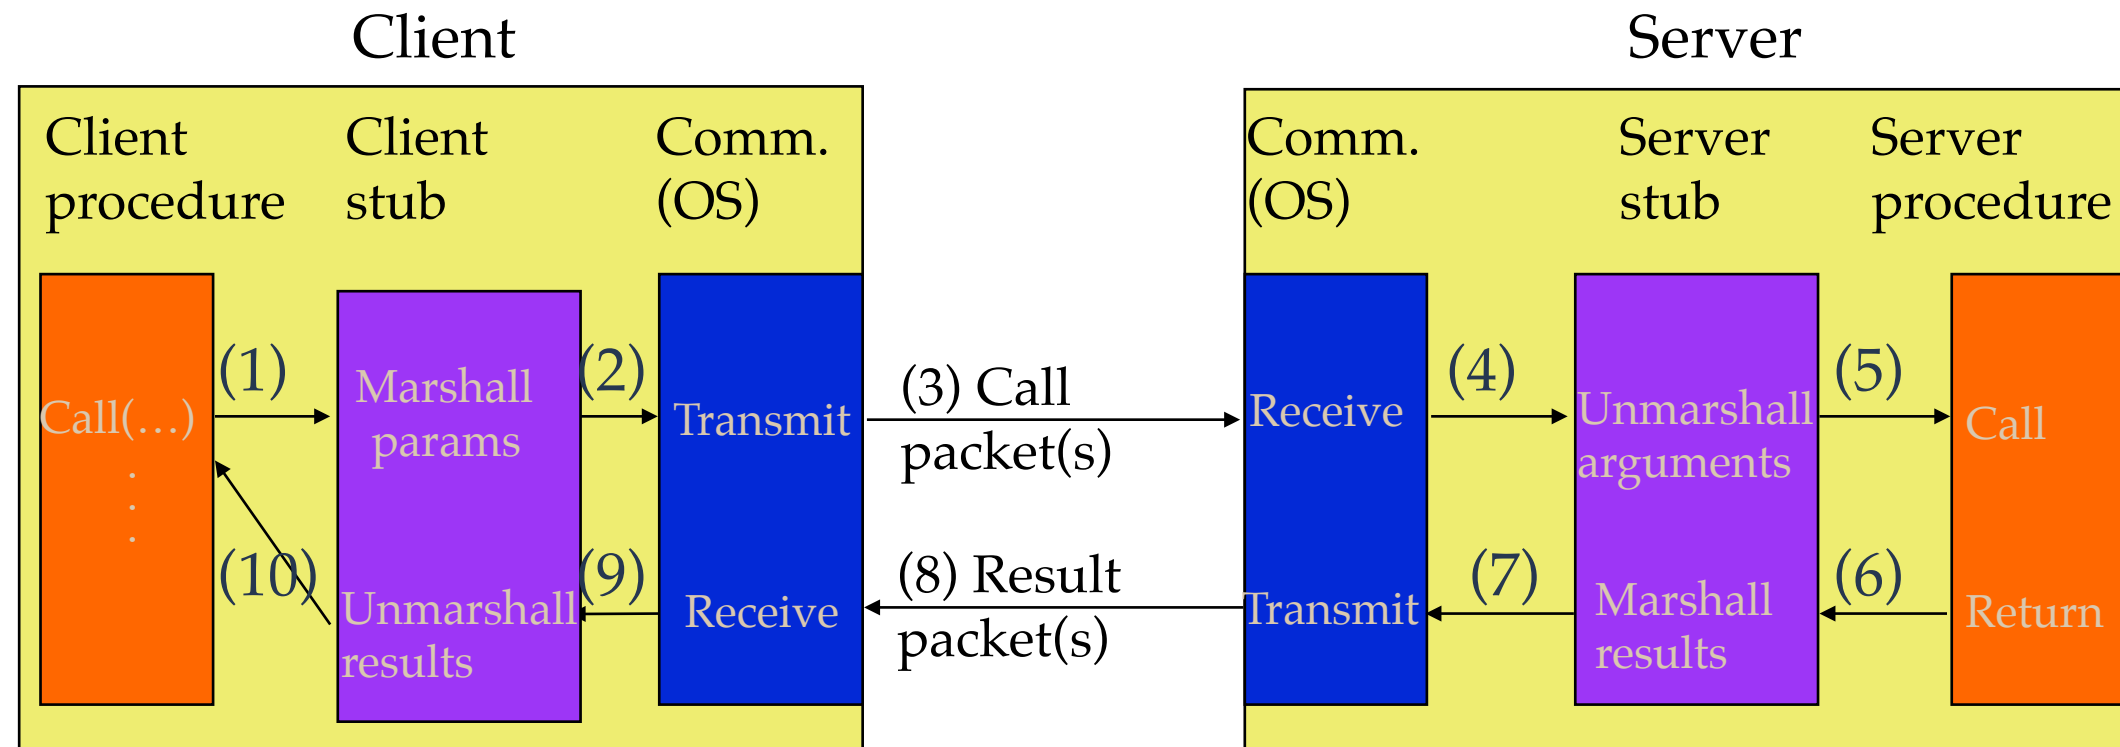 Client
Server
Client
procedure
Client
stub
Comm.
(OS)
Comm.
(OS)
Server
stub
Server
procedure
Call(...)
.
.
.
(1)
Marshall
params
(2)
Transmit
(3) Call
packet(s)
Receive
(4)
Unmarshall
arguments
(5)
Call
(10)
Unmarshall
results
(9)
Receive
(8) Result
packet(s)
Transmit
(7)
Marshall
results
(6)
Return